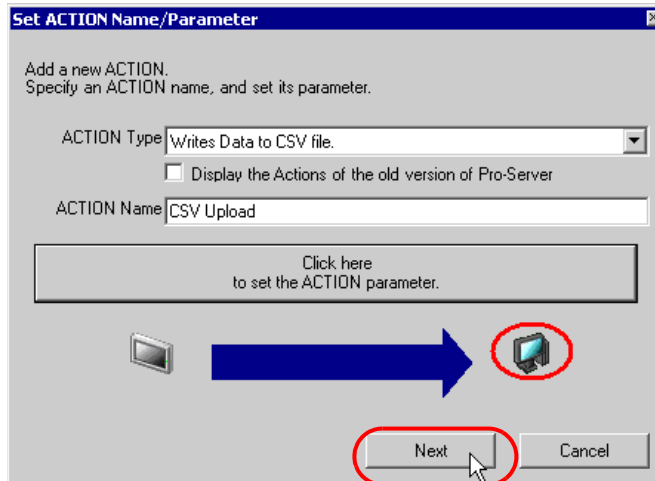 Set ACTION Name/Parameter
Add a new ACTION.
Specify an ACTION name, and set its parameter.
ACTION Type Writes Data to CSV file.
Display the Actions of the old version of Pro-Server
ACTION Name CSV Upload
Click here
to set the ACTION parameter.
Next Cancel